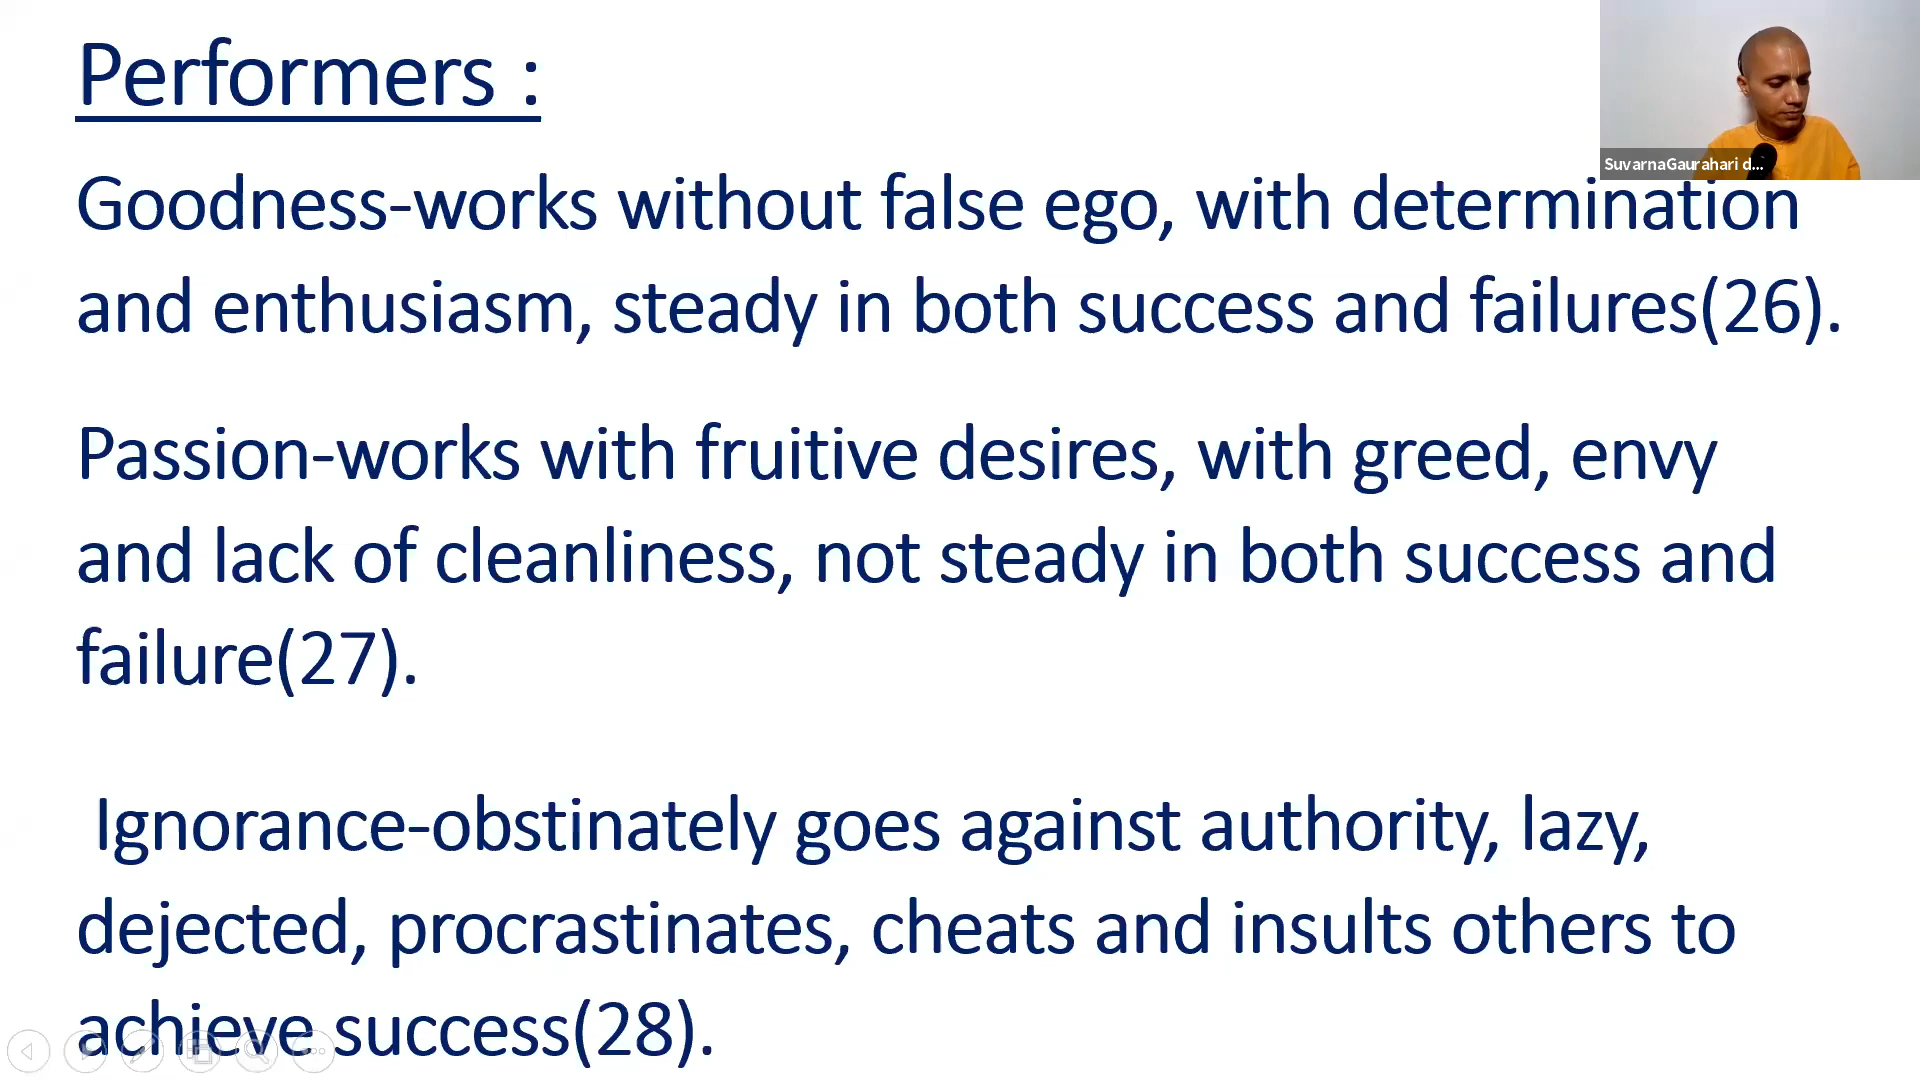 Performers :
SuvarnaGaurahari d...
Goodness-works without false ego, with determination
and enthusiasm, steady in both success and failures(26).
Passion-works with fruitive desires, with greed, envy
and lack of cleanliness, not steady in both success and
failure(27).
Ignorance-obstinately goes against authority, lazy,
dejected, procrastinates, cheats and insults others to
achieve success(28).